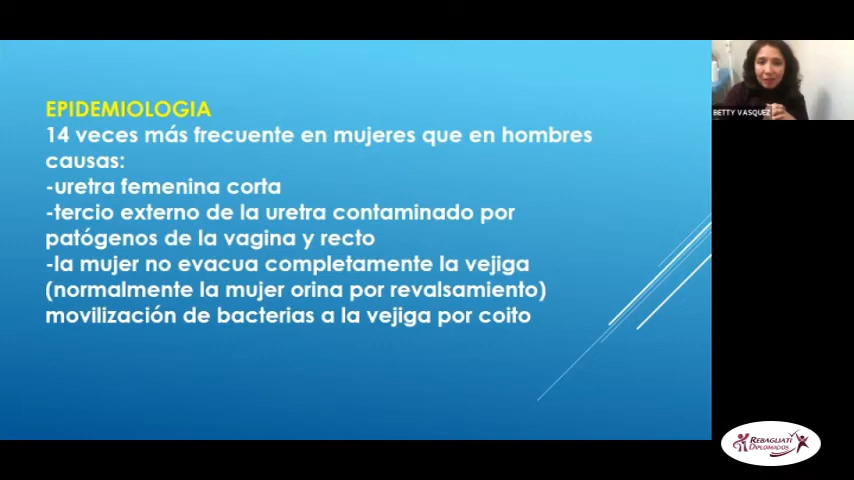 EPIDEMIOLOGIA
14 veces más frecuente en mujeres que en hombres
causas:
-uretra femenina corta
-tercio externo de la uretra contaminado por
patógenos de la vagina y recto
-la mujer no evacua completamente la vejiga
(normalmente la mujer orina por revalsamiento)
movilización de bacterias a la vejiga por coito
BETTY VASQUEZ
REBAGLIATI
DIPLOMADOS